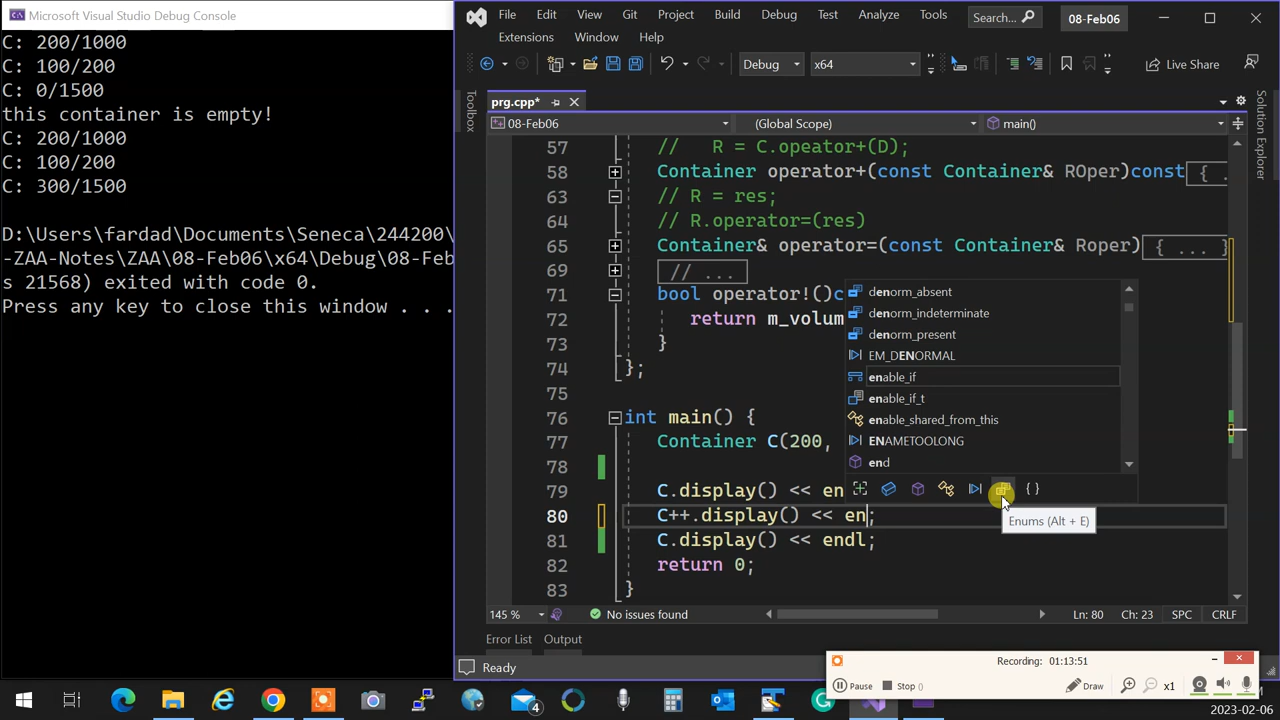 Microsoft Visual Studio Debug Console
C: 200/1000
C: 100/200
C: 0/1500
this container is empty!
C: 200/1000
C: 100/200
C: 300/1500
D:\Users\fardad\Documents\Seneca\244200\
-ZAA-Notes\ZAA\08-Feb06\x64\Debug\08-Feb
s 21568) exited with code 0.
Press any key to close this window . . .
File Edit View Git Project Build Debug Test Analyze Tools Search... 08-Feb06
Extensions Window Help
Debug x64 Live Share
Toolbox
prg.cpp*
Solution Explorer
08-Feb06 (Global Scope) main()
57 // R = C.opeator+(D);
58 Container operator+(const Container& ROper)const { ..
63 // R = res;
64 // R.operator=(res)
65 Container& operator=(const Container& Roper) { ... }
69 // ...
71 bool operator!()c
72 return m_volum
73 }
74 };
75
76 int main() {
77 Container C(200,
78
79 C.display() << en
80 C++.display() << en;
81 C.display() << endl;
82 return 0;
83 }
denorm_absent
denorm_indeterminate
denorm_present
EM_DENORMAL
enable_if
enable_if_t
enable_shared_from_this
ENAMETOOLONG
end
{ }
Enums (Alt + E)
145 % No issues found Ln: 80 Ch: 23 SPC CRLF
Error List Output
Ready
Recording: 01:13:51
Pause Stop () Draw x1
4
2023-02-06